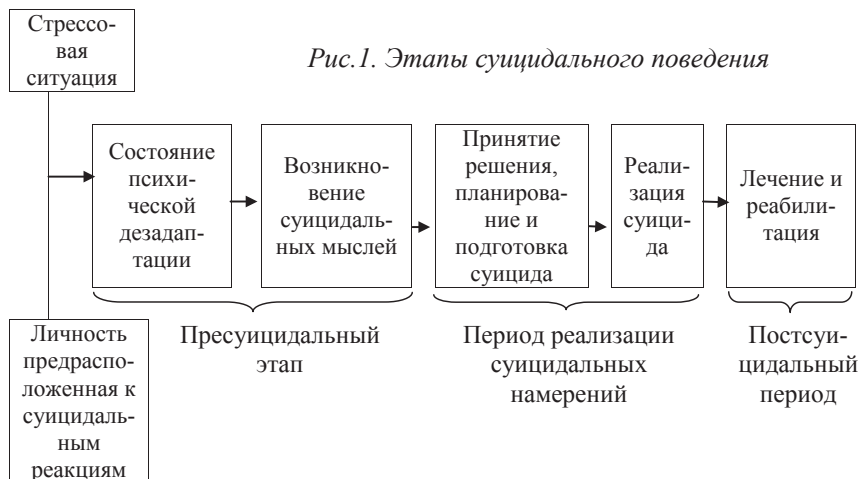 Стрессо-
вая
ситуация
Рис.1. Этапы суицидального поведения
Состояние
психи-
ческой
дезадап-
тации
Возникно-
вение
суицидаль-
ных мыслей
Принятие
решения,
планирова-
ние и
подготовка
суицида
Реали-
зация
суици-
да
Лечение и
реабили-
тация
Пресуицидальный
этап
Период реализации
суицидальных
намерений
Постсуи-
цидальный
период
Личность
предраспо-
ложенная к
суицидаль-
ным
реакциям